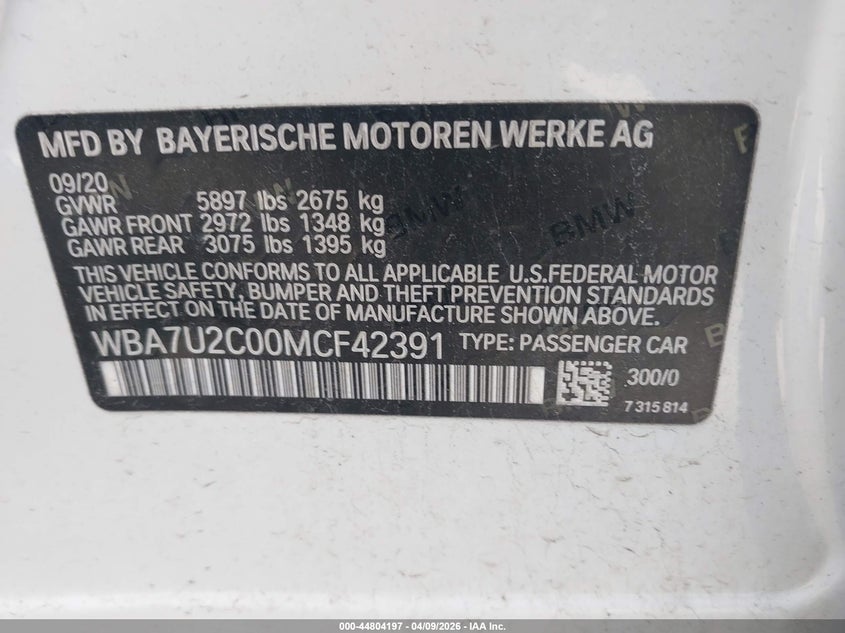 MFD BY BAYERISCHE MOTOREN WERKE AG
09/20
GVWR 5897 lbs 2675 kg
GAWR FRONT 2972 lbs 1348 kg
GAWR REAR 3075 lbs 1395 kg
THIS VEHICLE CONFORMS TO ALL APPLICABLE U.S.FEDERAL MOTOR
VEHICLE SAFETY, BUMPER AND THEFT PREVENTION STANDARDS
IN EFFECT ON THE DATE OF MANUFACTURE SHOWN ABOVE.
WBA7U2C00MCF42391 TYPE: PASSENGER CAR
300/0
7 315 814
BMW
BMW
000-44804197 - 04/09/2026 - IAA Inc.